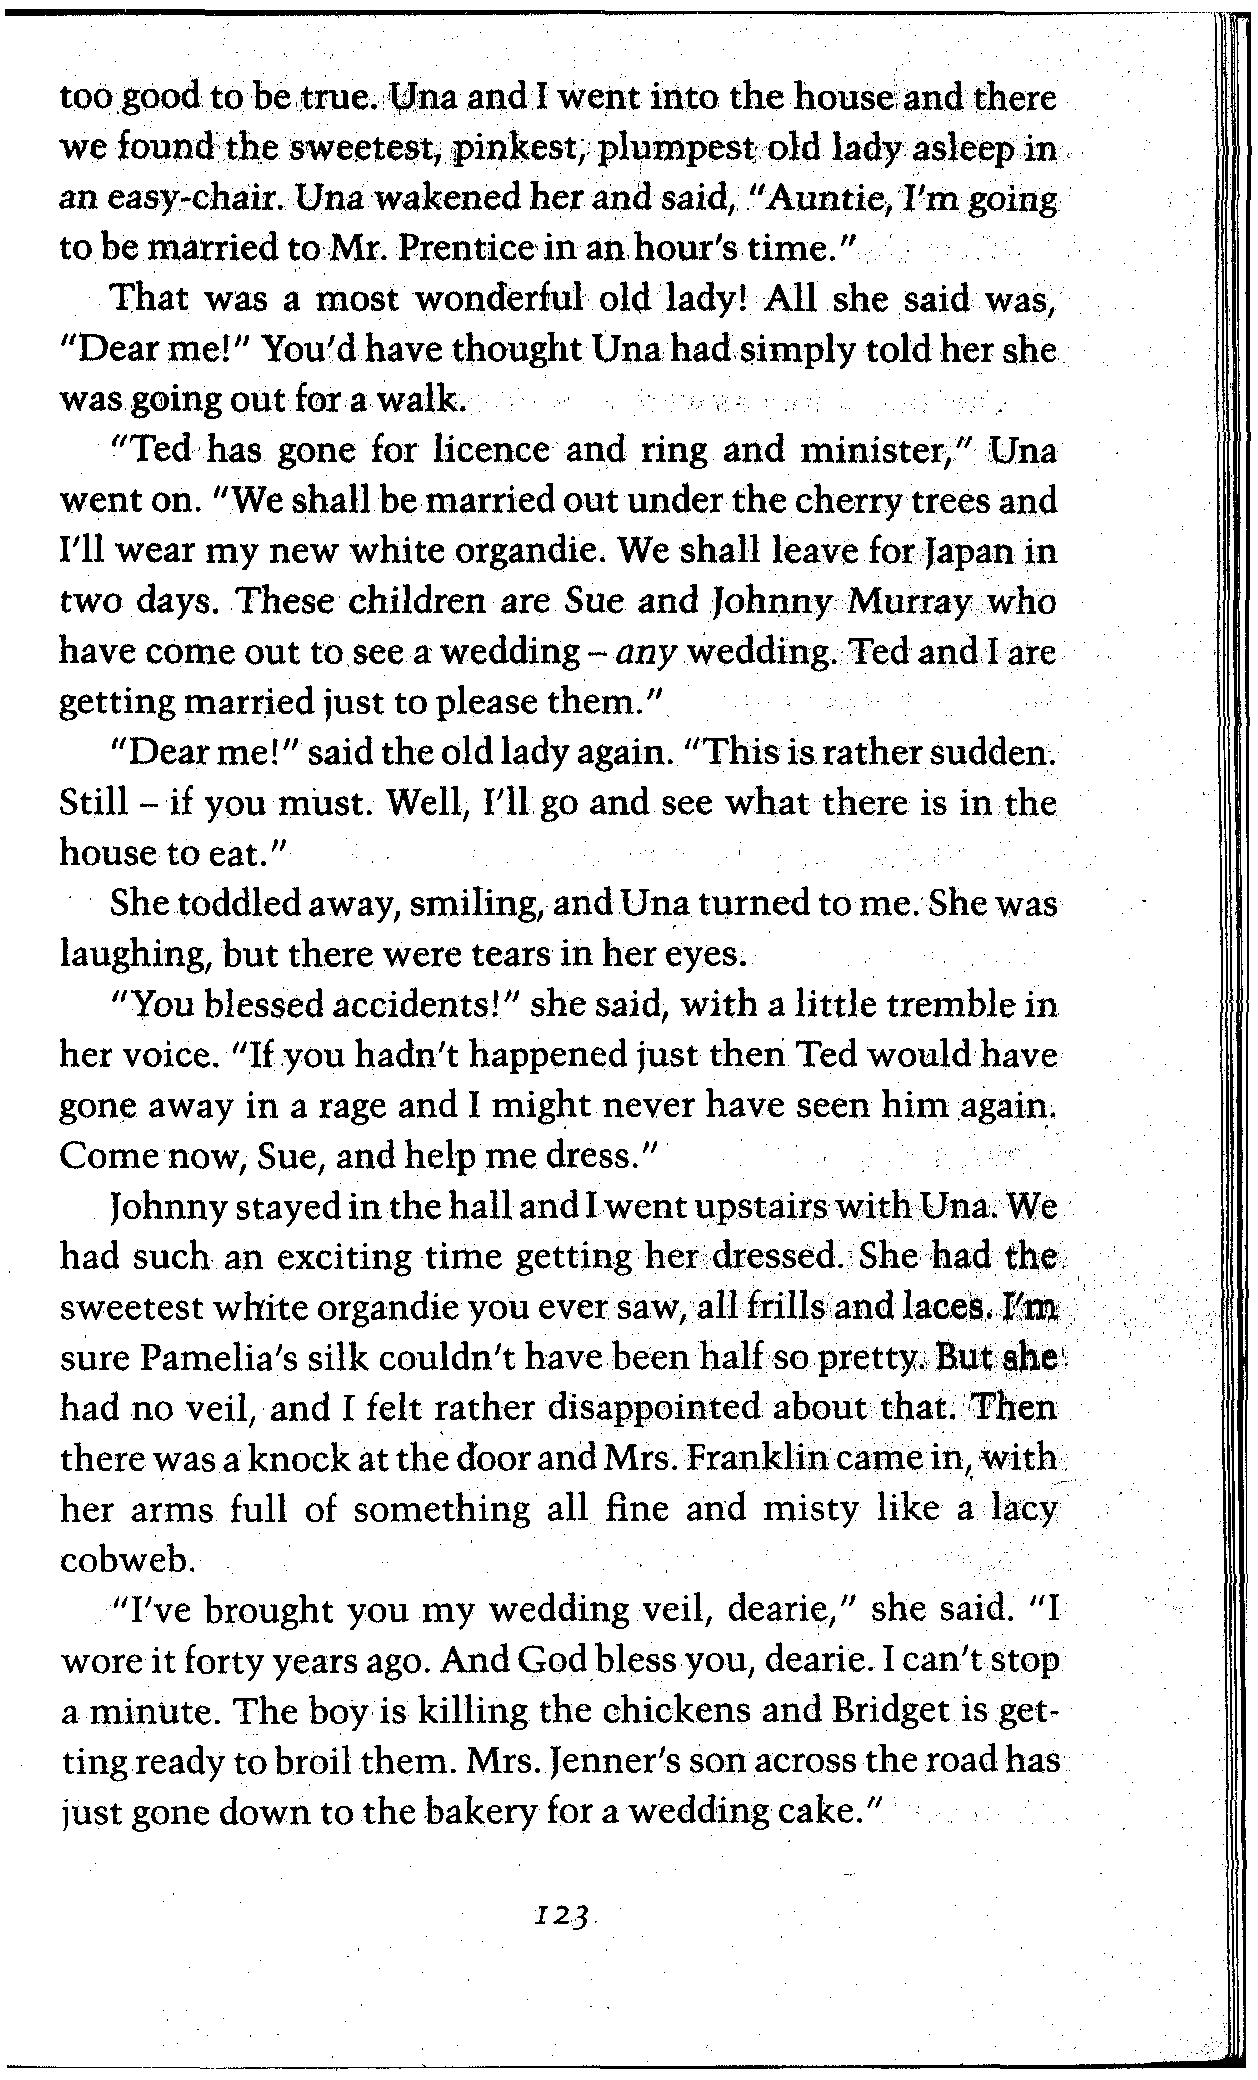 too good to be true. Una and I went into the house and there
we found the sweetest, pinkest, plumpest old lady asleep in
an easy-chair. Una wakened her and said, "Auntie, I'm going
to be married to Mr. Prentice in an hour's time."
That was a most wonderful old lady! All she said was,
"Dear me!" You'd have thought Una had simply told her she
was going out for a walk.
"Ted has gone for licence and ring and minister," Una
went on. "We shall be married out under the cherry trees and
I'll wear my new white organdie. We shall leave for Japan in
two days. These children are Sue and Johnny Murray who
have come out to see a wedding – any wedding. Ted and I are
getting married just to please them."
"Dear me!" said the old lady again. "This is rather sudden.
Still – if you must. Well, I'll go and see what there is in the
house to eat."
She toddled away, smiling, and Una turned to me. She was
laughing, but there were tears in her eyes.
"You blessed accidents!" she said, with a little tremble in
her voice. "If you hadn't happened just then Ted would have
gone away in a rage and I might never have seen him again.
Come now, Sue, and help me dress."
Johnny stayed in the hall and I went upstairs with Una. We
had such an exciting time getting her dressed. She had the
sweetest white organdie you ever saw, all frills and laces. I'm
sure Pamelia's silk couldn't have been half so pretty. But she
had no veil, and I felt rather disappointed about that. Then
there was a knock at the door and Mrs. Franklin came in, with
her arms full of something all fine and misty like a lacy
cobweb.
"I've brought you my wedding veil, dearie," she said. "I
wore it forty years ago. And God bless you, dearie. I can't stop
a minute. The boy is killing the chickens and Bridget is get-
ting ready to broil them. Mrs. Jenner's son across the road has
just gone down to the bakery for a wedding cake."
123